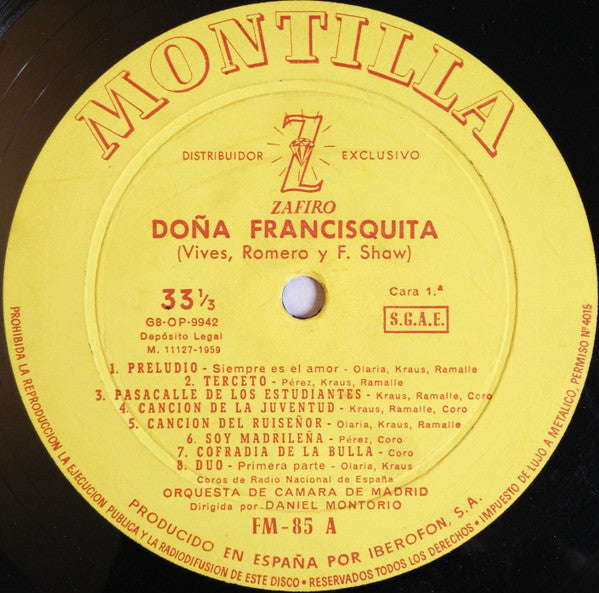 MONTILLA
DISTRIBUIDOR EXCLUSIVO
Z
ZAFIRO
DOÑA FRANCISQUITA
(Vives, Romero y F. Shaw)
33 1/3
Cara 1.ª
G8-OP-9942
S.G.A.E.
Depósito Legal
M. 11127-1959
1. PRELUDIO - Siempre es el amor - Olaria, Kraus, Ramalle
2. TERCETO - Pérez, Kraus, Ramalle
3. PASACALLE DE LOS ESTUDIANTES - Kraus, Ramalle, Coro
4. CANCION DE LA JUVENTUD - Kraus, Ramalle, Coro
5. CANCION DEL RUISEÑOR - Olaria, Kraus, Ramalle
6. SOY MADRILEÑA - Pérez, Coro
7. COFRADIA DE LA BULLA - Coro
8. DUO - Primera parte - Olaria, Kraus
Coros de Radio Nacional de España
ORQUESTA DE CAMARA DE MADRID
Dirigida por DANIEL MONTORIO
FM-85 A
PRODUCIDO EN ESPAÑA POR IBEROFON, S.A.
PROHIBIDA LA REPRODUCCION, LA EJECUCION PUBLICA Y LA RADIODIFUSION DE ESTE DISCO • RESERVADOS TODOS LOS DERECHOS • IMPUESTO DE LUJO A METALICO, PERMISO Nº 4015